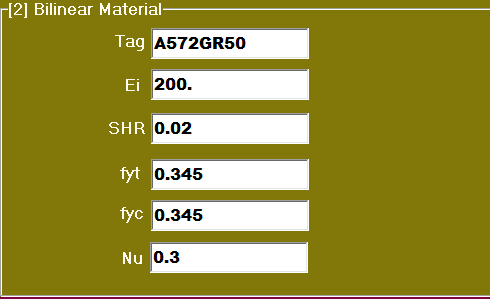 [2] Bilinear Material
Tag A572GR50
Ei 200.
SHR 0.02
fyt 0.345
fyc 0.345
Nu 0.3